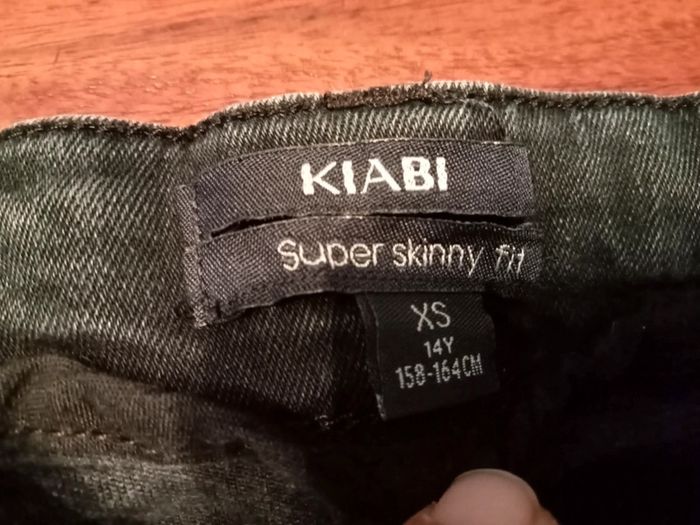 KIABI
Super skinny fit
XS
14Y
158-164CM